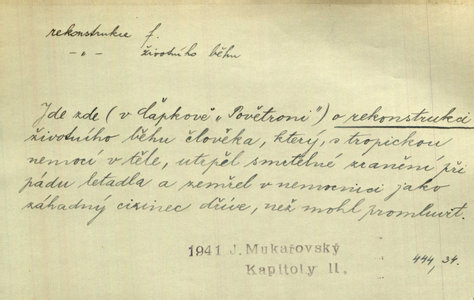 rekonstrukce f.
-„- životního běhu
Jde zde (v Čapkově „Povětroni") o rekonstrukci
životního běhu člověka, který, s tropickou
nemocí v těle, utrpěl smrtelné zranění při
pádu letadla a zemřel v nemocnici jako
záhadný cizinec dříve, než mohl promluvit.
1941 J. Mukařovský
Kapitoly II.
444, 34.